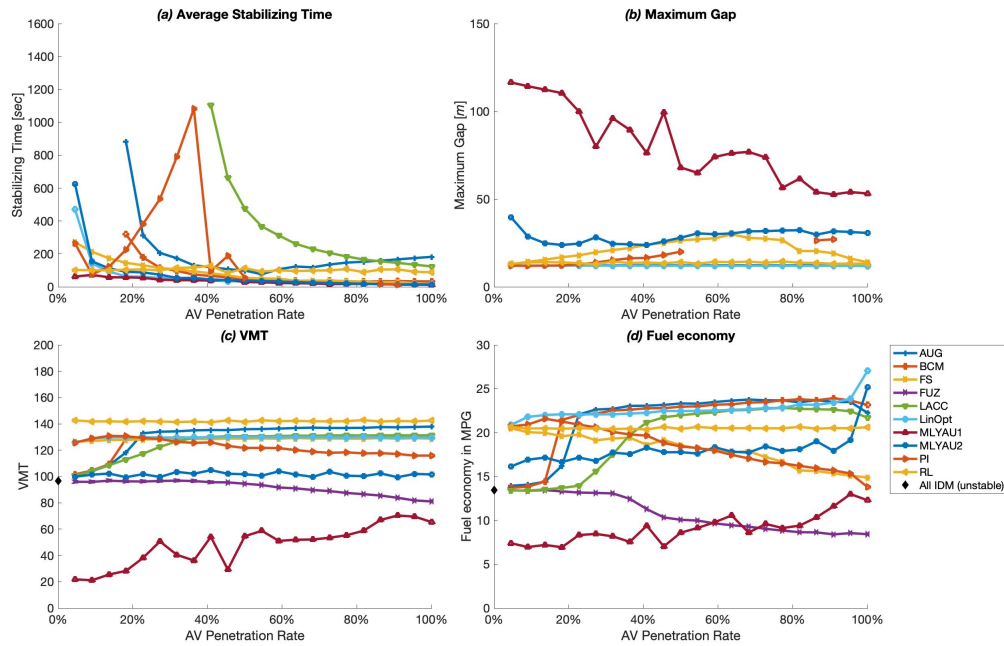 (a) Average Stabilizing Time
1600
1400
1200
1000
800
600
400
200
0
Stabilizing Time [sec]
0%
20%
40%
60%
80%
100%
AV Penetration Rate
(b) Maximum Gap
150
100
50
0
Maximum Gap [m]
0%
20%
40%
60%
80%
100%
AV Penetration Rate
(c) VMT
200
180
160
140
120
100
80
60
40
20
0
VMT
0%
20%
40%
60%
80%
100%
AV Penetration Rate
(d) Fuel economy
30
25
20
15
10
5
0
Fuel economy in MPG
0%
20%
40%
60%
80%
100%
AV Penetration Rate
AUG
BCM
FS
FUZ
LACC
LinOpt
MLYAU1
MLYAU2
PI
RL
All IDM (unstable)